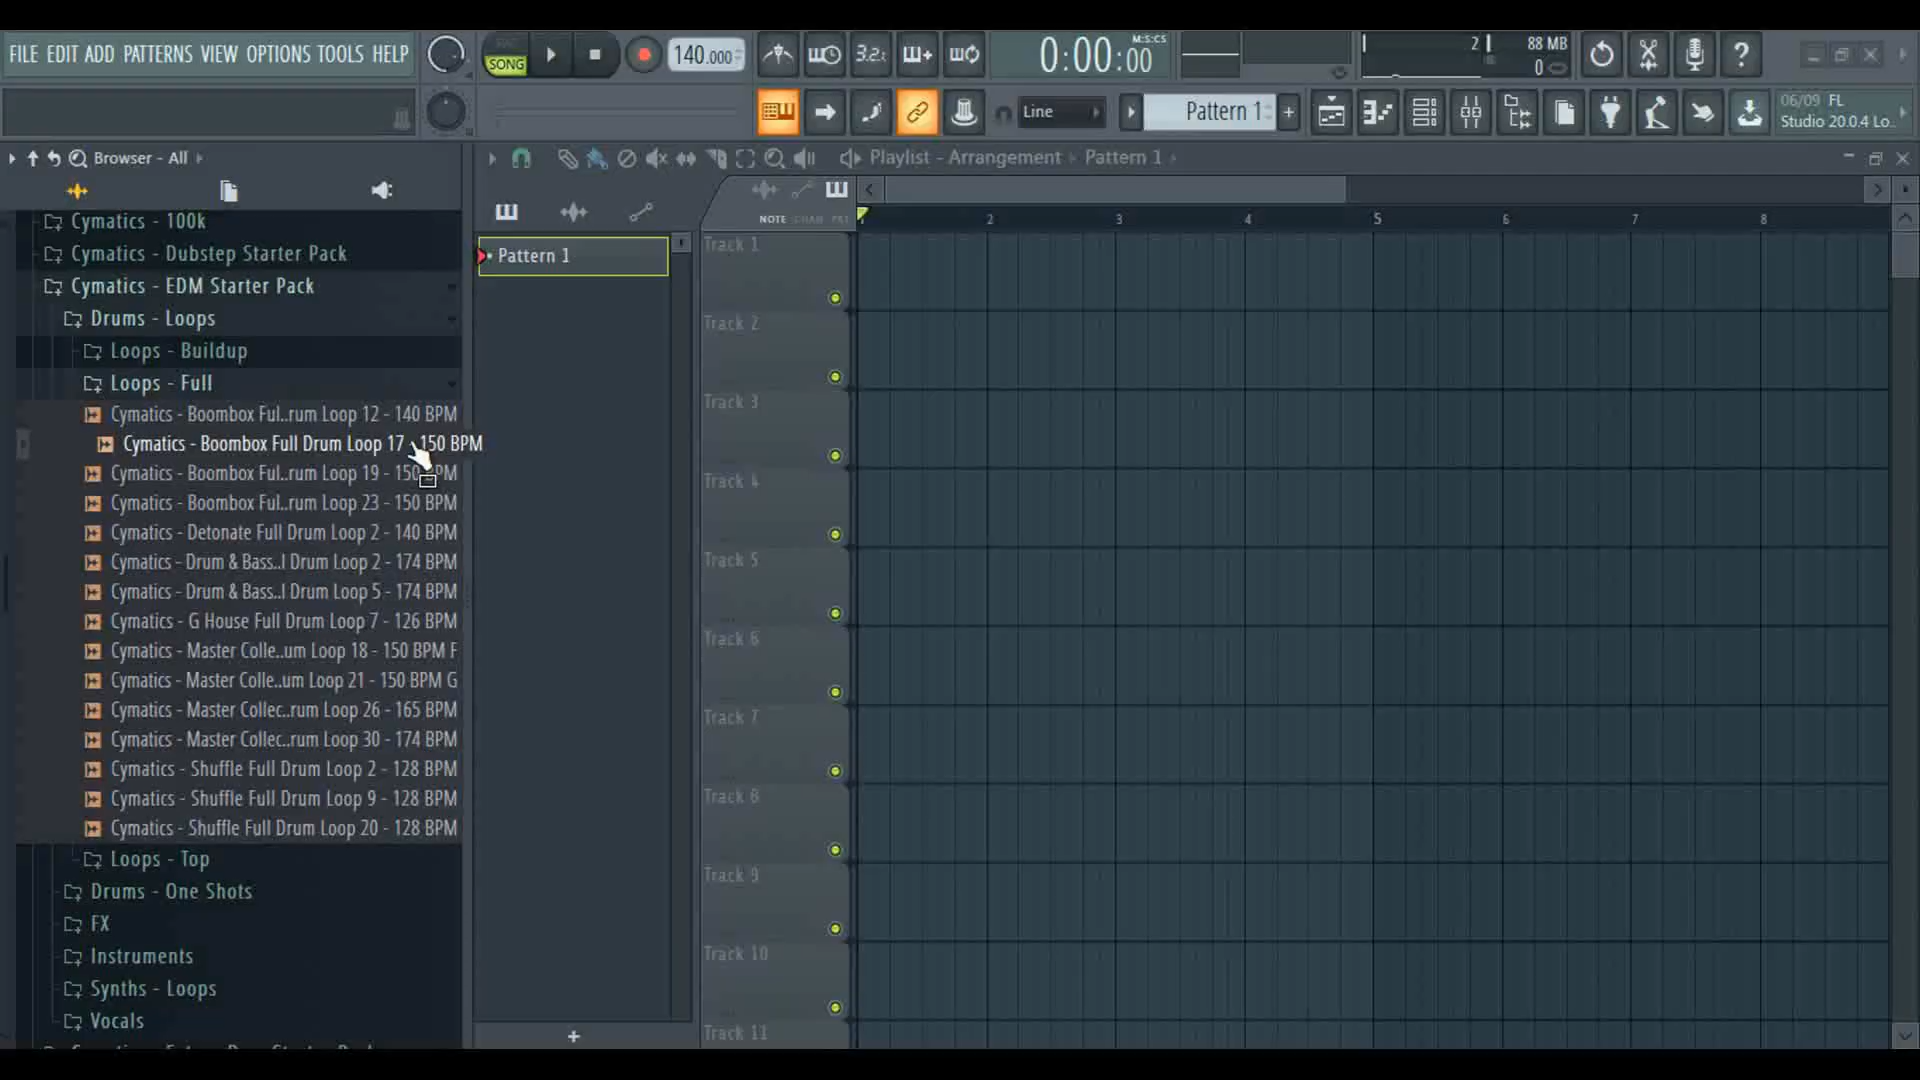 FILE EDIT ADD PATTERNS VIEW OPTIONS TOOLS HELP
SONG
140.000
3.2
0:00:00
M:S:CS
2
88 MB
0
Line
Pattern 1
+
06/09 FL
Studio 20.0.4 Lo..
Browser - All
Playlist - Arrangement
Pattern 1
NOTE CHAN PAT
2 3 4 5 6 7 8
Cymatics - 100k
Cymatics - Dubstep Starter Pack
Cymatics - EDM Starter Pack
Drums - Loops
Loops - Buildup
Loops - Full
Cymatics - Boombox Ful..rum Loop 12 - 140 BPM
Cymatics - Boombox Full Drum Loop 17 - 150 BPM
Cymatics - Boombox Ful..rum Loop 19 - 150 BPM
Cymatics - Boombox Ful..rum Loop 23 - 150 BPM
Cymatics - Detonate Full Drum Loop 2 - 140 BPM
Cymatics - Drum & Bass..l Drum Loop 2 - 174 BPM
Cymatics - Drum & Bass..l Drum Loop 5 - 174 BPM
Cymatics - G House Full Drum Loop 7 - 126 BPM
Cymatics - Master Colle..um Loop 18 - 150 BPM F
Cymatics - Master Colle..um Loop 21 - 150 BPM G
Cymatics - Master Collec..rum Loop 26 - 165 BPM
Cymatics - Master Collec..rum Loop 30 - 174 BPM
Cymatics - Shuffle Full Drum Loop 2 - 128 BPM
Cymatics - Shuffle Full Drum Loop 9 - 128 BPM
Cymatics - Shuffle Full Drum Loop 20 - 128 BPM
Loops - Top
Drums - One Shots
FX
Instruments
Synths - Loops
Vocals
Pattern 1
+
Track 1
Track 2
Track 3
Track 4
Track 5
Track 6
Track 7
Track 8
Track 9
Track 10
Track 11